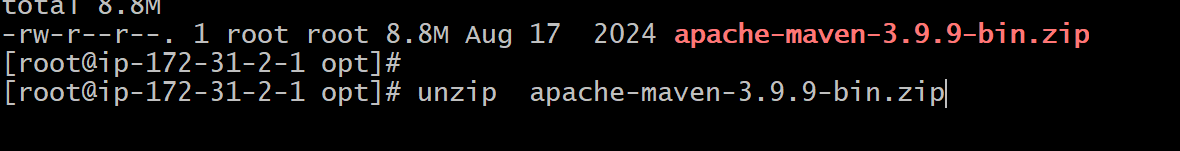 total 8.8M
-rw-r--r--. 1 root root 8.8M Aug 17  2024 apache-maven-3.9.9-bin.zip
[root@ip-172-31-2-1 opt]#
[root@ip-172-31-2-1 opt]# unzip  apache-maven-3.9.9-bin.zip